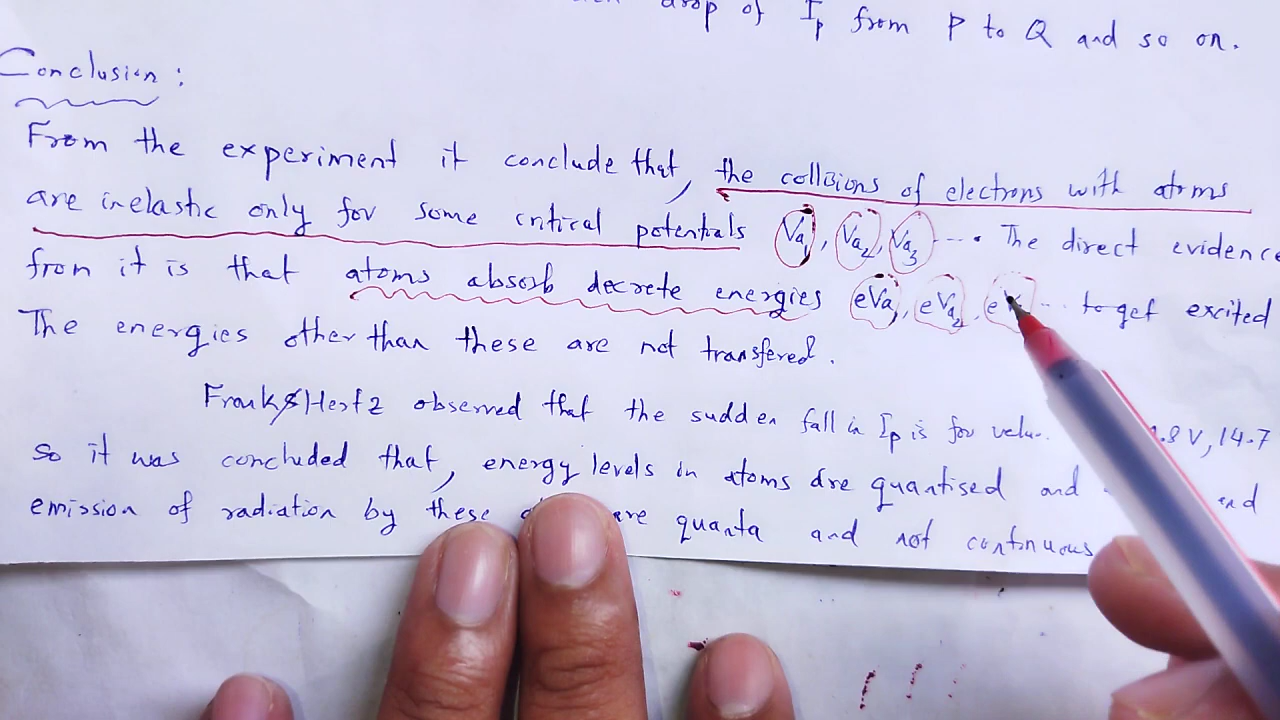 drop of Ip from P to Q and so on.
Conclusion :
From the experiment it conclude that, the collisions of electrons with atoms
are inelastic only for some critical potentials Va1, Va2, Va3 ---. The direct evidence
from it is that atoms absorb decrete energies eVa1, eVa2, eV ... to get excited
The energies other than these are not transfered.
Frank & Hertz observed that the sudden fall in Ip is for .8 V, 14.7
so it was concluded that, energy levels in atoms are quantised and and
emission of radiation by these are quanta and not continuous